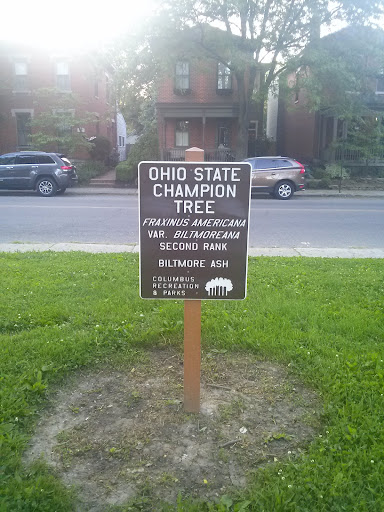 OHIO STATE
CHAMPION
TREE
FRAXINUS AMERICANA
VAR. BILTMOREANA
SECOND RANK
BILTMORE ASH
COLUMBUS
RECREATION
& PARKS